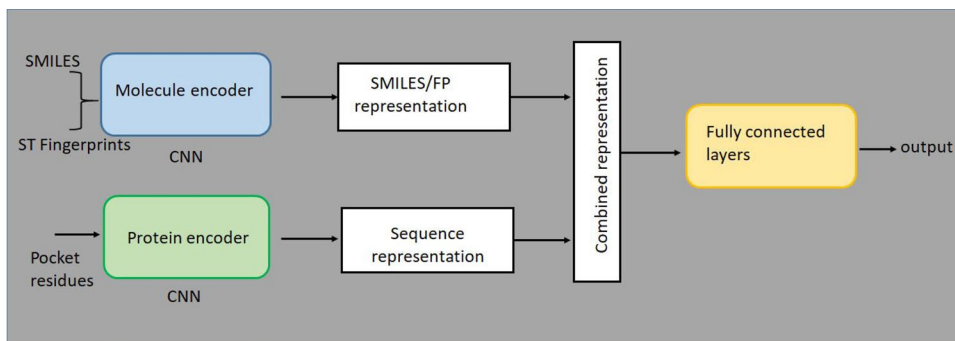 SMILES
ST Fingerprints
Molecule encoder
CNN
SMILES/FP
representation
Pocket
residues
Protein encoder
CNN
Sequence
representation
Combined representation
Fully connected
layers
output